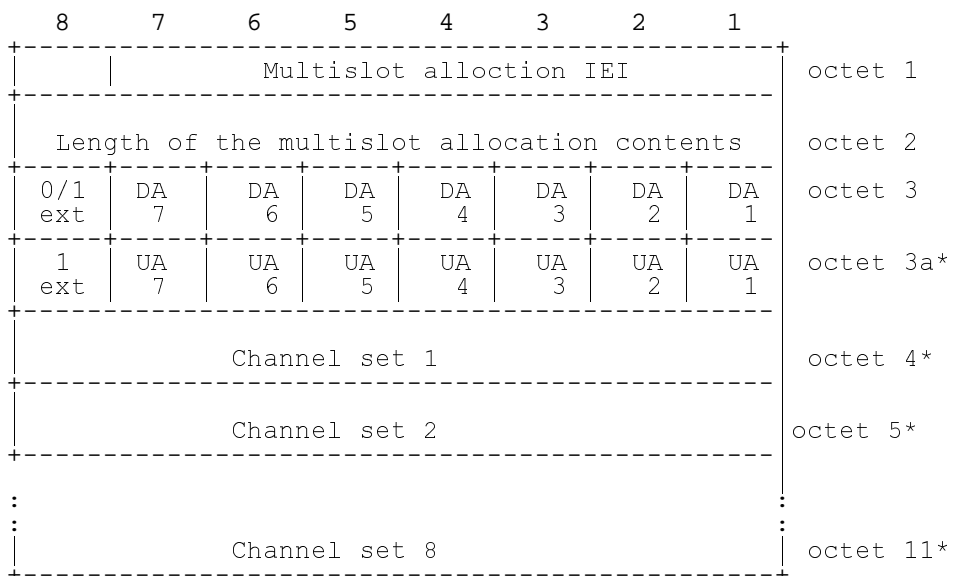 8 7 6 5 4 3 2 1
Multislot alloction IEI octet 1
Length of the multislot allocation contents octet 2
0/1 DA DA DA DA DA DA DA octet 3
ext 7 6 5 4 3 2 1
1 UA UA UA UA UA UA UA octet 3a*
ext 7 6 5 4 3 2 1
Channel set 1 octet 4*
Channel set 2 octet 5*
: :
: :
Channel set 8 octet 11*